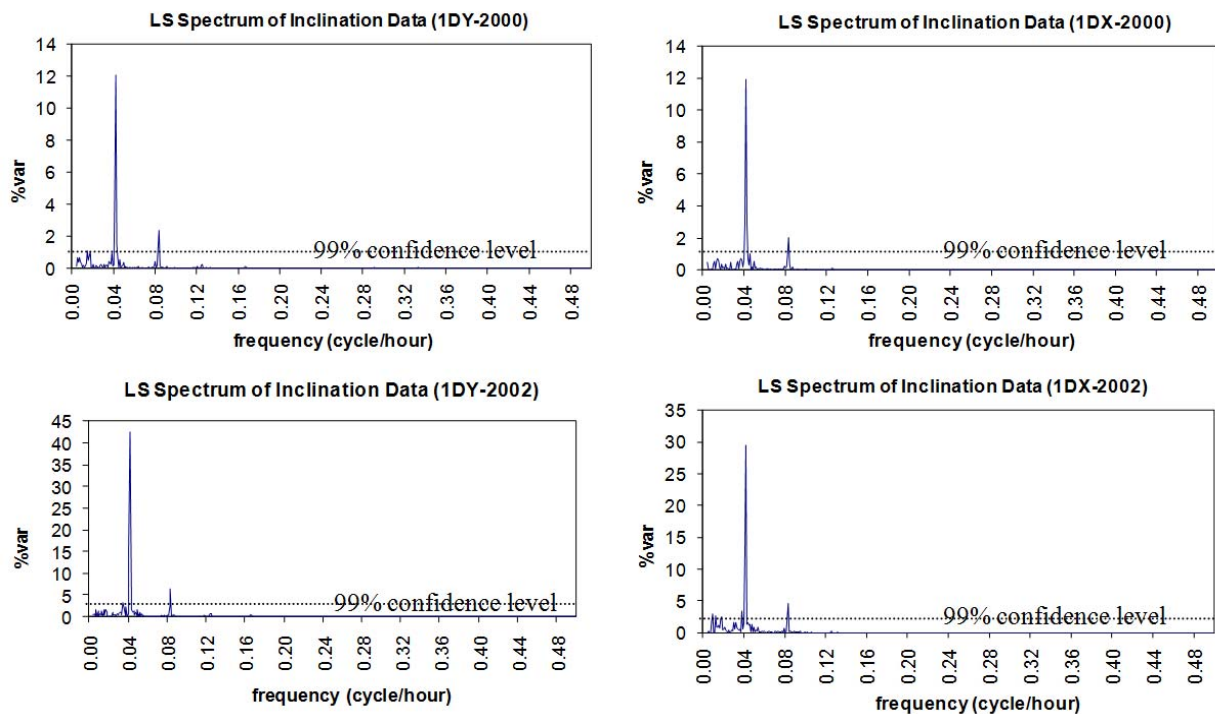 LS Spectrum of Inclination Data (1DY-2000)
14
12
10
8
6
4
2
0
%var
99% confidence level
0.00 0.04 0.08 0.12 0.16 0.20 0.24 0.28 0.32 0.36 0.40 0.44 0.48
frequency (cycle/hour)
LS Spectrum of Inclination Data (1DX-2000)
14
12
10
8
6
4
2
0
%var
99% confidence level
0.00 0.04 0.08 0.12 0.16 0.20 0.24 0.28 0.32 0.36 0.40 0.44 0.48
frequency (cycle/hour)
LS Spectrum of Inclination Data (1DY-2002)
45
40
35
30
25
20
15
10
5
0
%var
99% confidence level
0.00 0.04 0.08 0.12 0.16 0.20 0.24 0.28 0.32 0.36 0.40 0.44 0.48
frequency (cycle/hour)
LS Spectrum of Inclination Data (1DX-2002)
35
30
25
20
15
10
5
0
%var
99% confidence level
0.00 0.04 0.08 0.12 0.16 0.20 0.24 0.28 0.32 0.36 0.40 0.44 0.48
frequency (cycle/hour)